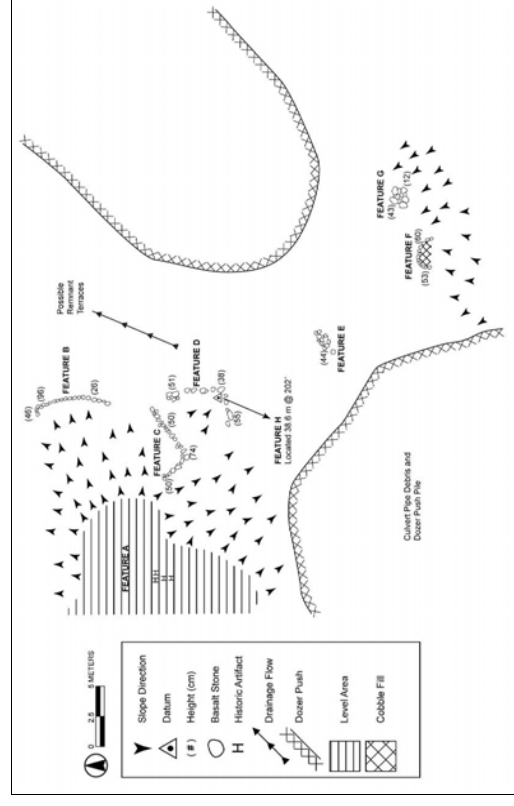 0 2.5 5 METERS
Slope Direction
Datum
(#) Height (cm)
Basalt Stone
H Historic Artifact
Drainage Flow
Dozer Push
Level Area
Cobble Fill
FEATURE A
H H
H
H
(46)
(96)
FEATURE B
(26)
Possible
Remnant
Terraces
FEATURE C
(50)
(50)
(74)
(51)
FEATURE D
(38)
(55)
FEATURE H
Located 38.6 m @ 202°
(44)
FEATURE E
Culvert Pipe Debris and
Dozer Push Pile
FEATURE G
(43)
(12)
FEATURE F
(53)
(60)